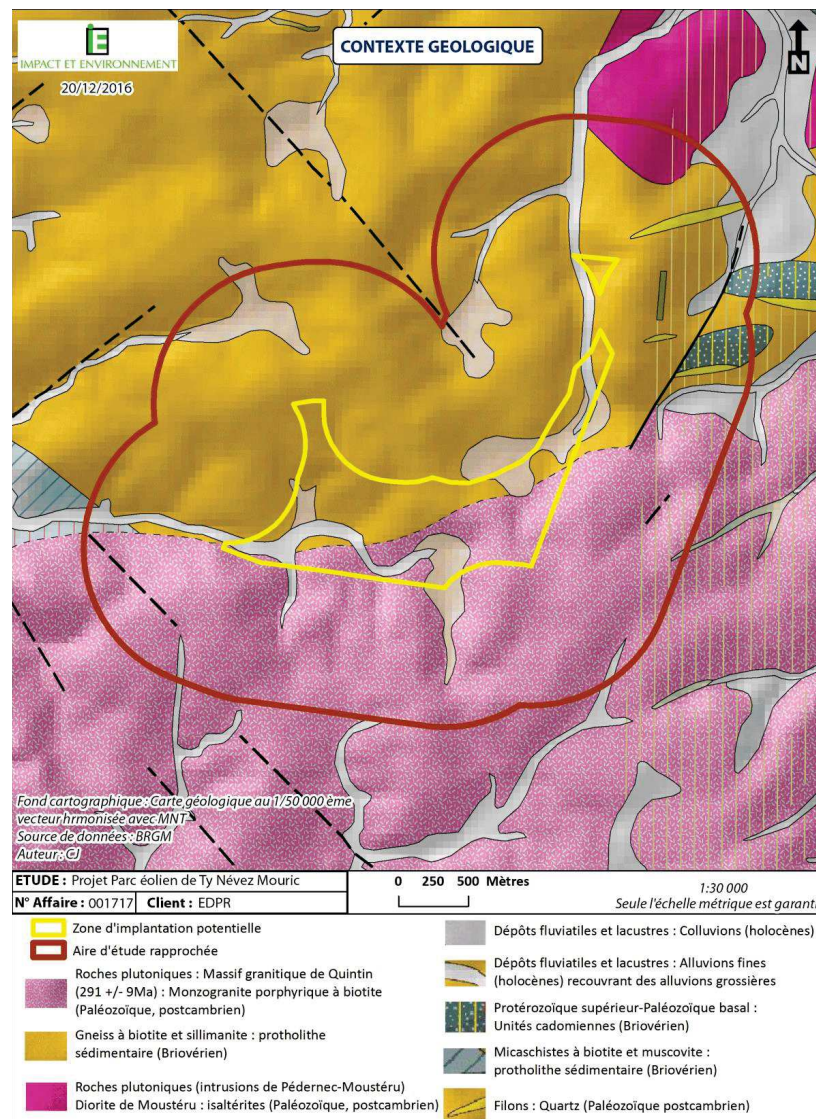 IE
IMPACT ET ENVIRONNEMENT
20/12/2016
CONTEXTE GEOLOGIQUE
N
Fond cartographique : Carte géologique au 1/50 000 ème
vecteur hrmonisée avec MNT
Source de données : BRGM
Auteur : CJ
ETUDE : Projet Parc éolien de Ty Névez Mouric
N° Affaire : 001717 Client : EDPR
0 250 500 Mètres
1:30 000
Seule l'échelle métrique est garanti
Zone d'implantation potentielle
Aire d'étude rapprochée
Roches plutoniques : Massif granitique de Quintin
(291 +/- 9Ma) : Monzogranite porphyrique à biotite
(Paléozoïque, postcambrien)
Gneiss à biotite et sillimanite : protholithe
sédimentaire (Briovérien)
Roches plutoniques (intrusions de Pédernec-Moustéru)
Diorite de Moustéru : isaltérites (Paléozoïque, postcambrien)
Dépôts fluviatiles et lacustres : Colluvions (holocènes)
Dépôts fluviatiles et lacustres : Alluvions fines
(holocènes) recouvrant des alluvions grossières
Protérozoïque supérieur-Paléozoïque basal :
Unités cadomiennes (Briovérien)
Micaschistes à biotite et muscovite :
protholithe sédimentaire (Briovérien)
Filons : Quartz (Paléozoïque postcambrien)